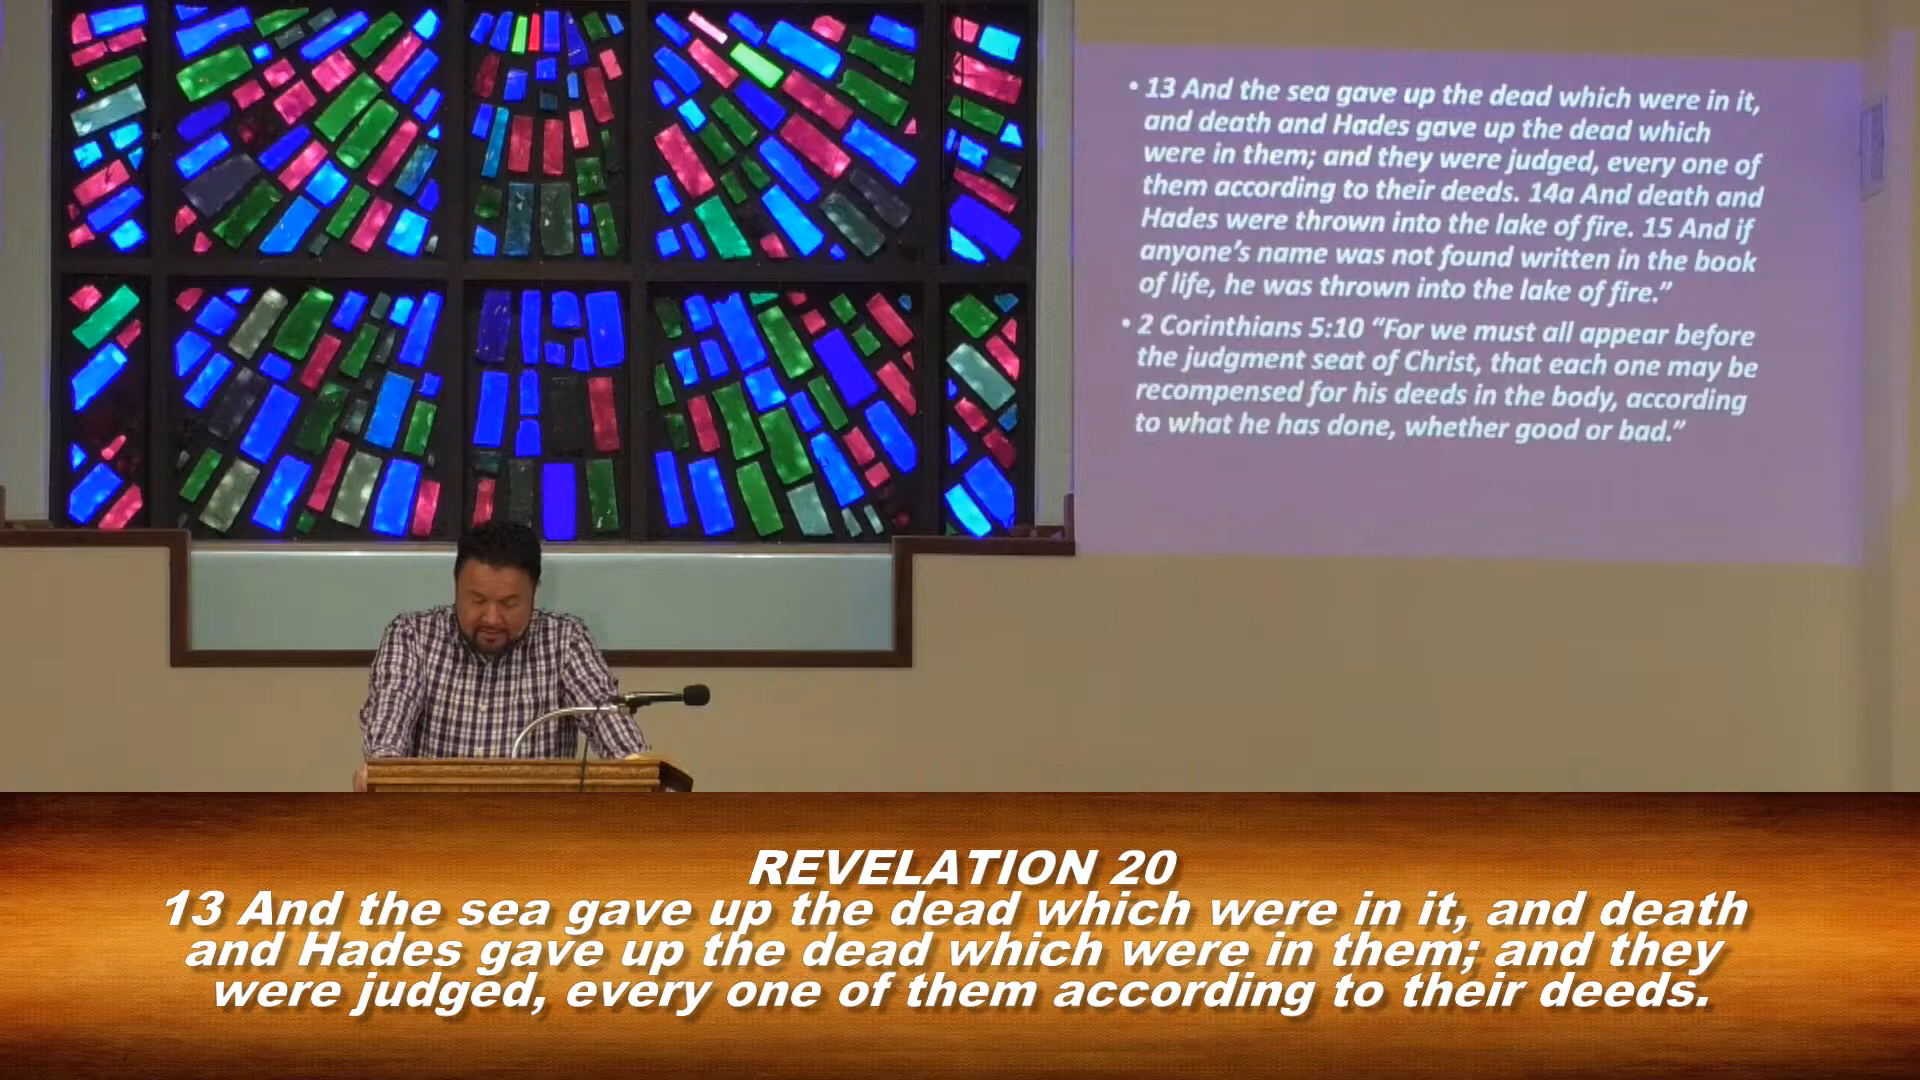 • 13 And the sea gave up the dead which were in it,
and death and Hades gave up the dead which
were in them; and they were judged, every one of
them according to their deeds. 14a And death and
Hades were thrown into the lake of fire. 15 And if
anyone’s name was not found written in the book
of life, he was thrown into the lake of fire.”
• 2 Corinthians 5:10 “For we must all appear before
the judgment seat of Christ, that each one may be
recompensed for his deeds in the body, according
to what he has done, whether good or bad.”
REVELATION 20
13 And the sea gave up the dead which were in it, and death
and Hades gave up the dead which were in them; and they
were judged, every one of them according to their deeds.